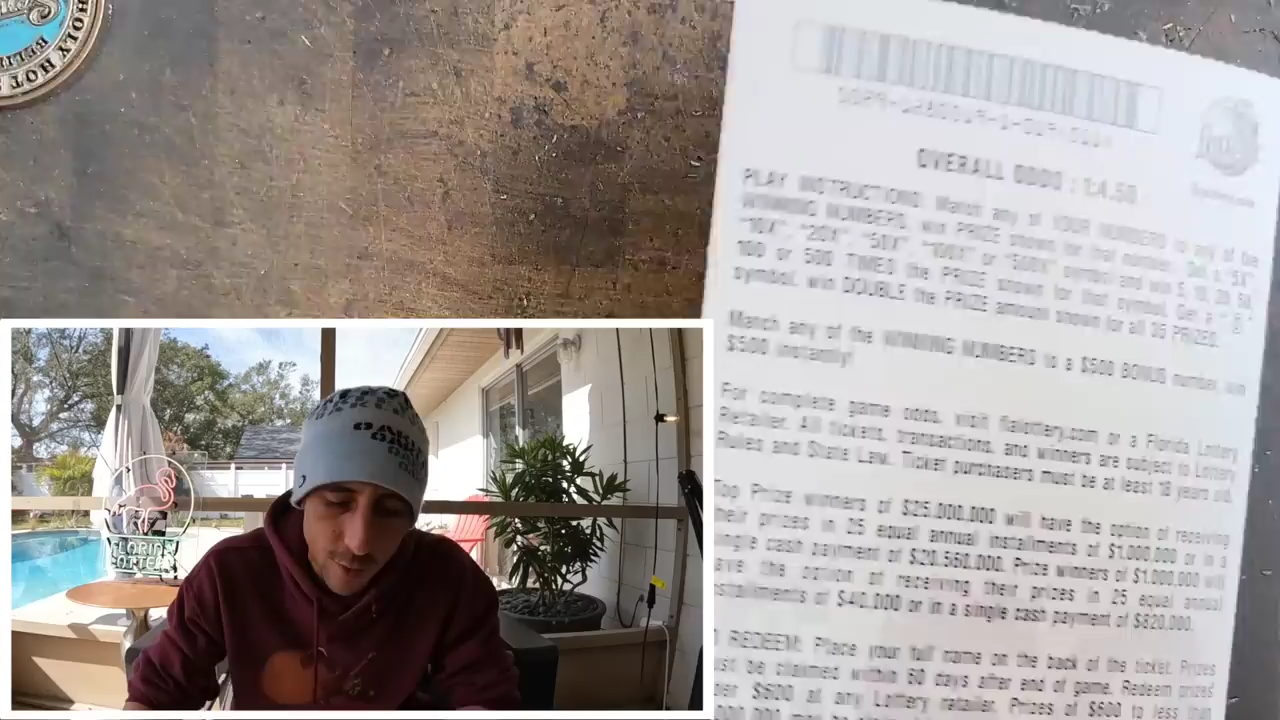 HOLY HOT
OVERALL ODDS : 1:4.50
PLAY INSTRUCTIONS: Match any of YOUR NUMBERS to any of the
WINNING NUMBERS, win PRIZE shown for that number. Get a "5X"
"10X", "20X", "50X", "100X" or "500X" symbol and win 5, 10, 20, 50,
100 or 500 TIMES the PRIZE shown for that symbol. Get a
symbol, win DOUBLE the PRIZE amount shown for all 35 PRIZES.
Match any of the WINNING NUMBERS to a $500 BONUS number, win
$500 instantly!
For complete game odds, visit flalottery.com or a Florida Lottery
Retailer. All tickets, transactions, and winners are subject to Lottery
Rules and State Law. Ticket purchasers must be at least 18 years old.
Top Prize winners of $25,000,000 will have the option of receiving
their prizes in 25 equal annual installments of $1,000,000 or in a
single cash payment of $20,560,000. Prize winners of $1,000,000 will
have the option of receiving their prizes in 25 equal annual
installments of $40,000 or in a single cash payment of $820,000.
REDEEM: Place your full name on the back of the ticket. Prizes
must be claimed within 60 days after end of game. Redeem prizes
$600 at any Lottery retailer. Prizes of $600 to less than
OAKLEY
FLORIDA
LOTTERY